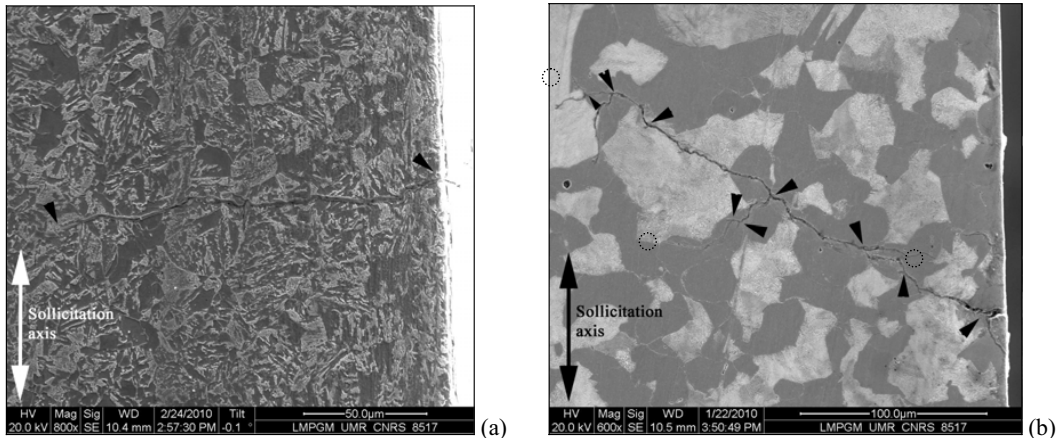 Sollicitation
axis
HV Mag Sig WD 2/24/2010 Tilt 50.0µm
20.0 kV 800x SE 10.4 mm 2:57:30 PM -0.1 ° LMPGM UMR CNRS 8517
(a)
Sollicitation
axis
HV Mag Sig WD 1/22/2010 100.0µm
20.0 kV 600x SE 10.5 mm 3:50:49 PM LMPGM UMR CNRS 8517
(b)